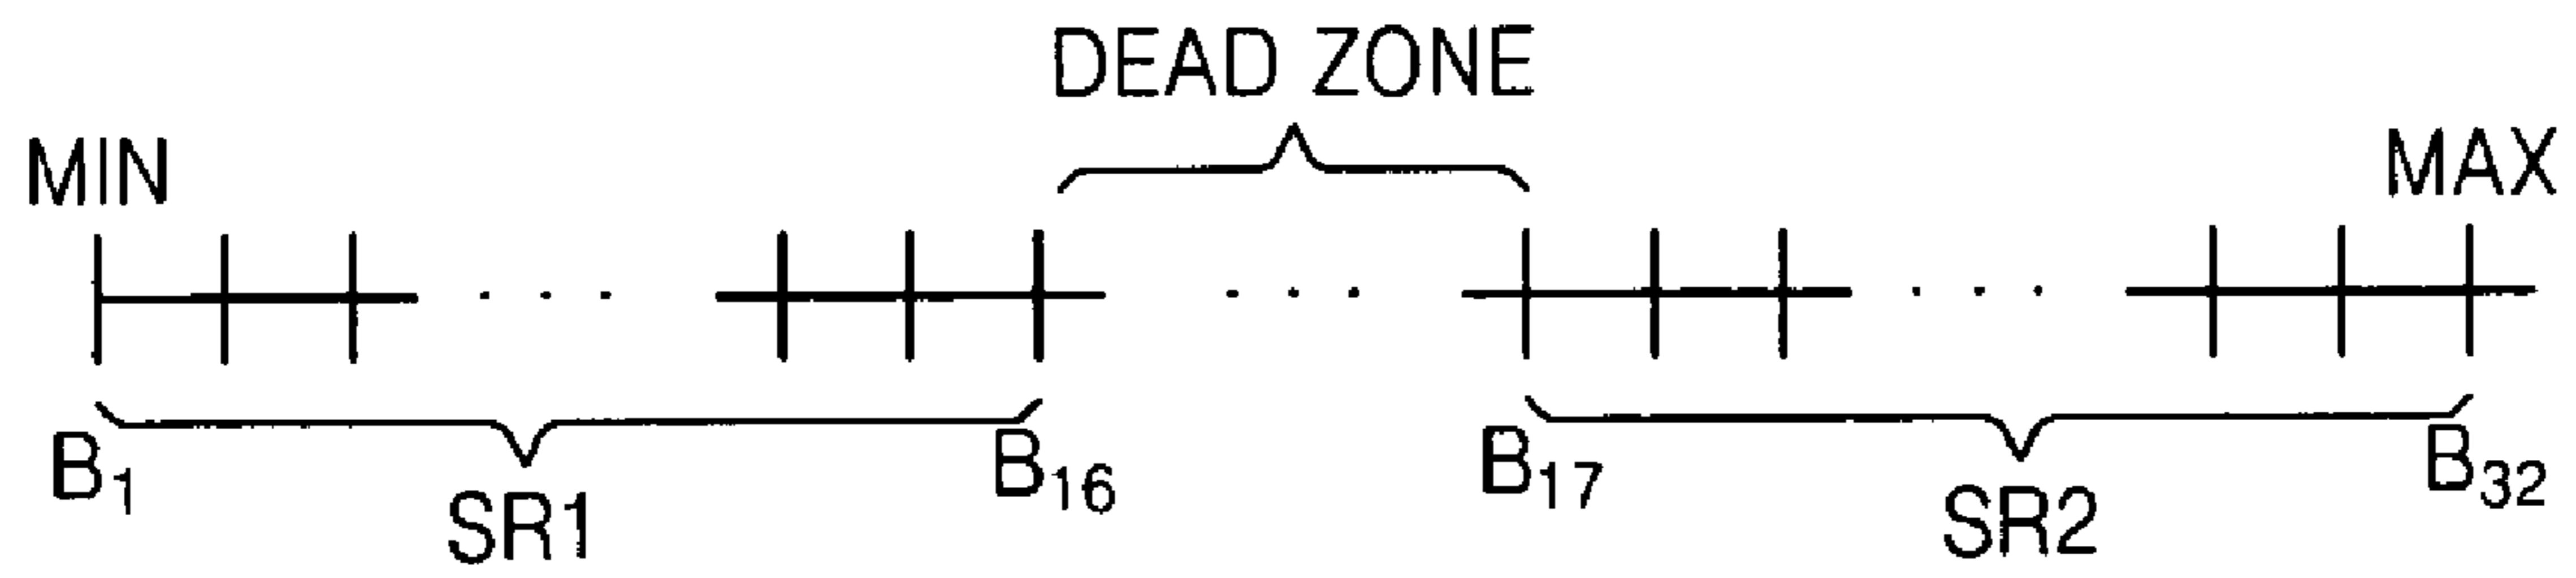 DEAD ZONE
MIN
MAX
B₁
B₁₆
B₁₇
B₃₂
SR1
SR2